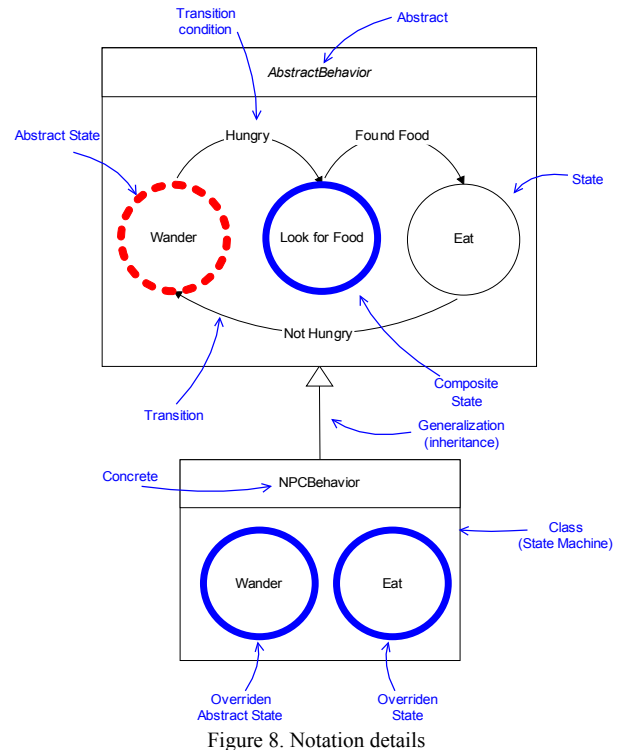 Transition
condition
Abstract
AbstractBehavior
Abstract State
Hungry
Found Food
State
Wander
Look for Food
Eat
Not Hungry
Transition
Composite
State
Generalization
(inheritance)
Concrete
NPCBehavior
Class
(State Machine)
Wander
Eat
Overriden
Abstract State
Overriden
State
Figure 8. Notation details